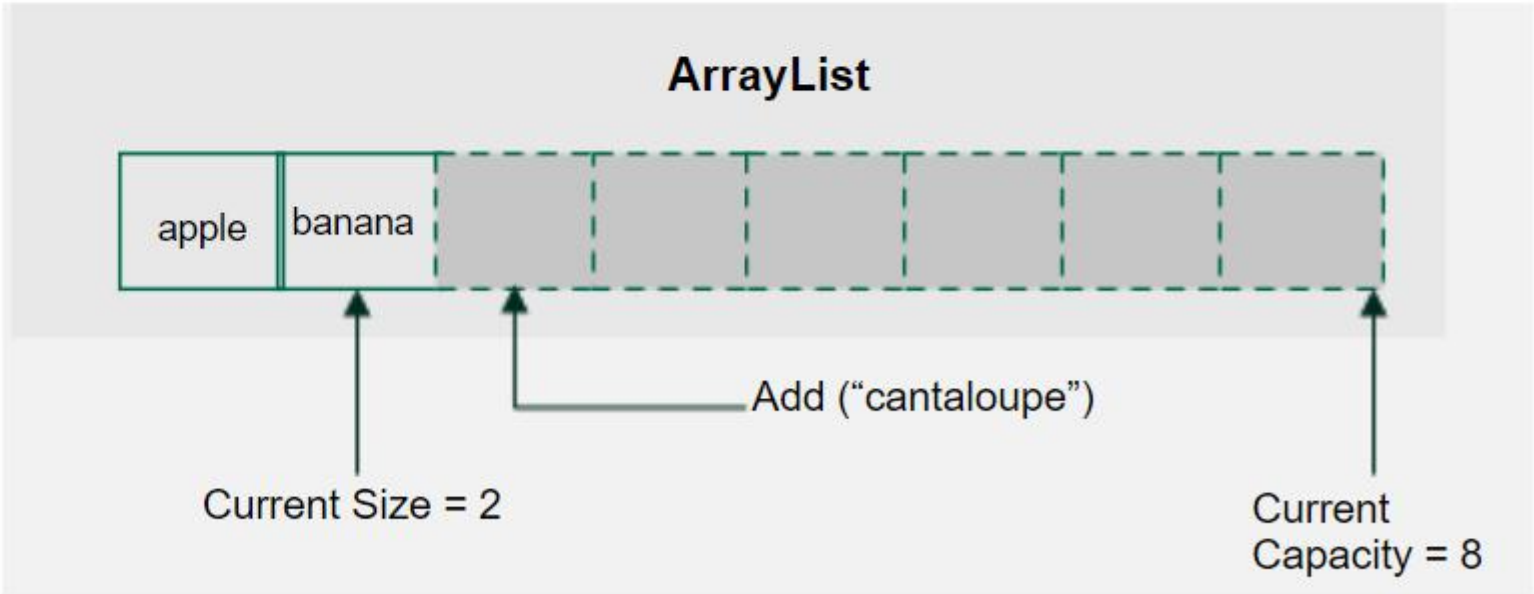 ArrayList
apple
banana
Add (“cantaloupe”)
Current Size = 2
Current
Capacity = 8